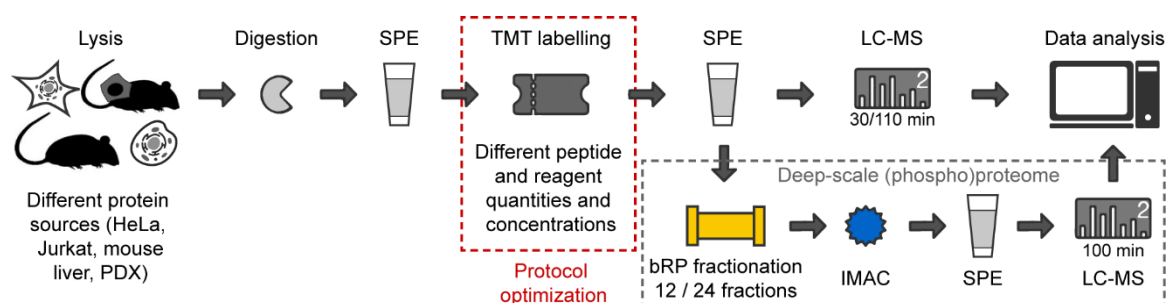 Lysis
Digestion
SPE
TMT labelling
SPE
LC-MS
Data analysis
2
30/110 min
Different protein
sources (HeLa,
Jurkat, mouse
liver, PDX)
Different peptide
and reagent
quantities and
concentrations
Protocol
optimization
Deep-scale (phospho)proteome
bRP fractionation
12 / 24 fractions
IMAC
SPE
2
100 min
LC-MS